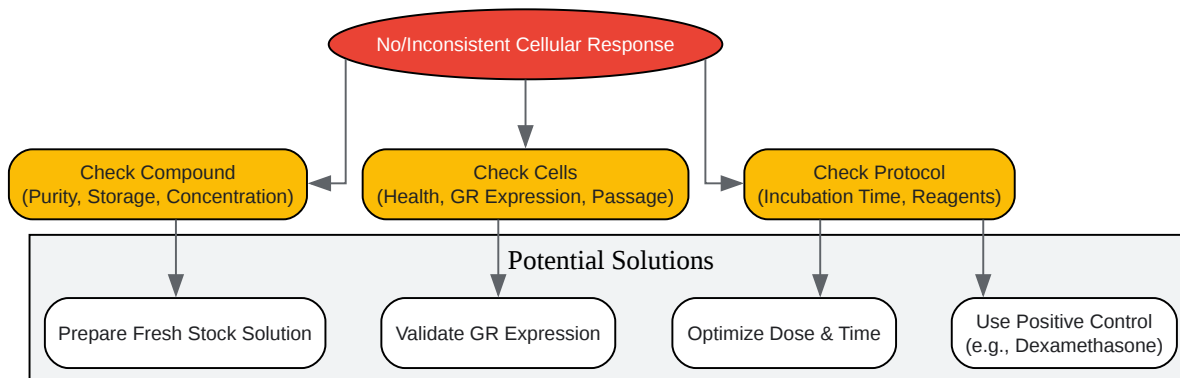 No/Inconsistent Cellular Response
Check Compound
(Purity, Storage, Concentration)
Check Cells
(Health, GR Expression, Passage)
Check Protocol
(Incubation Time, Reagents)
Potential Solutions
Prepare Fresh Stock Solution
Validate GR Expression
Optimize Dose & Time
Use Positive Control
(e.g., Dexamethasone)